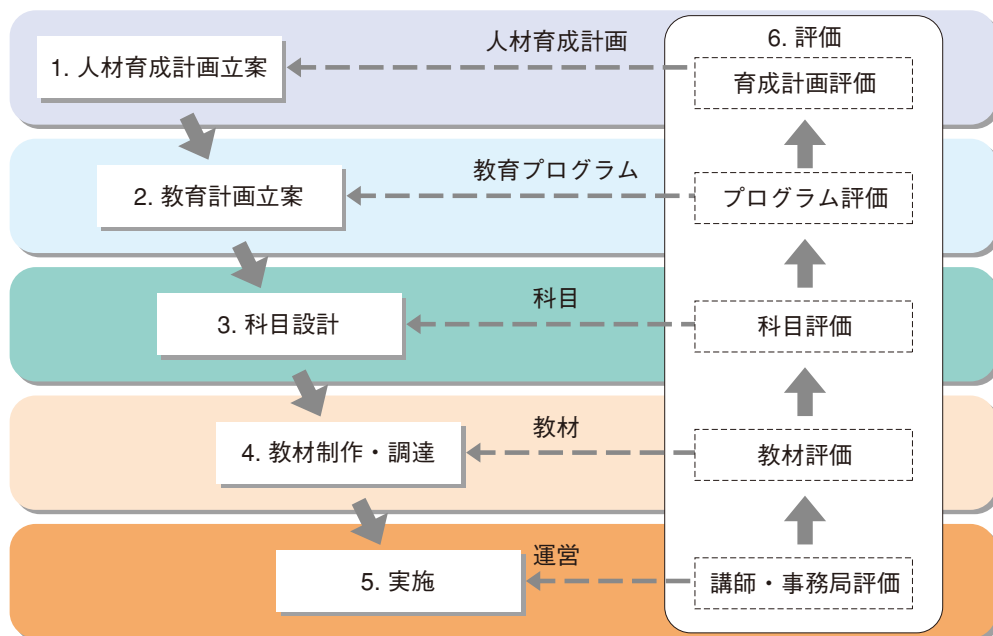 人材育成計画
6. 評価
1. 人材育成計画立案
育成計画評価
教育プログラム
2. 教育計画立案
プログラム評価
科目
3. 科目設計
科目評価
教材
4. 教材制作・調達
教材評価
運営
5. 実施
講師・事務局評価